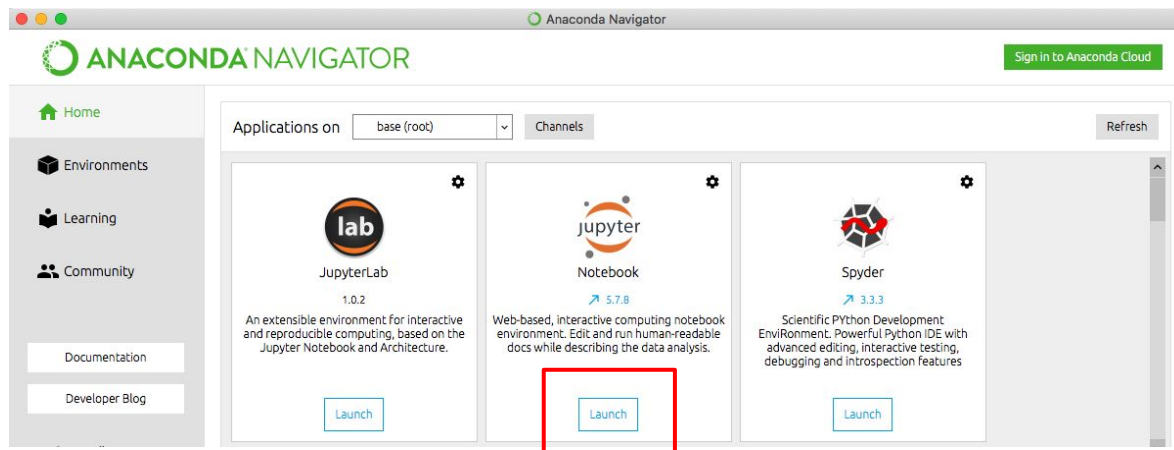 Anaconda Navigator
ANACONDA NAVIGATOR
Sign in to Anaconda Cloud
Home
Environments
Learning
Community
Documentation
Developer Blog
Applications on
base (root)
Channels
Refresh
lab
JupyterLab
1.0.2
An extensible environment for interactive
and reproducible computing, based on the
Jupyter Notebook and Architecture.
Launch
jupyter
Notebook
5.7.8
Web-based, interactive computing notebook
environment. Edit and run human-readable
docs while describing the data analysis.
Launch
Spyder
3.3.3
Scientific PYthon Development
EnviRonment. Powerful Python IDE with
advanced editing, interactive testing,
debugging and introspection features
Launch